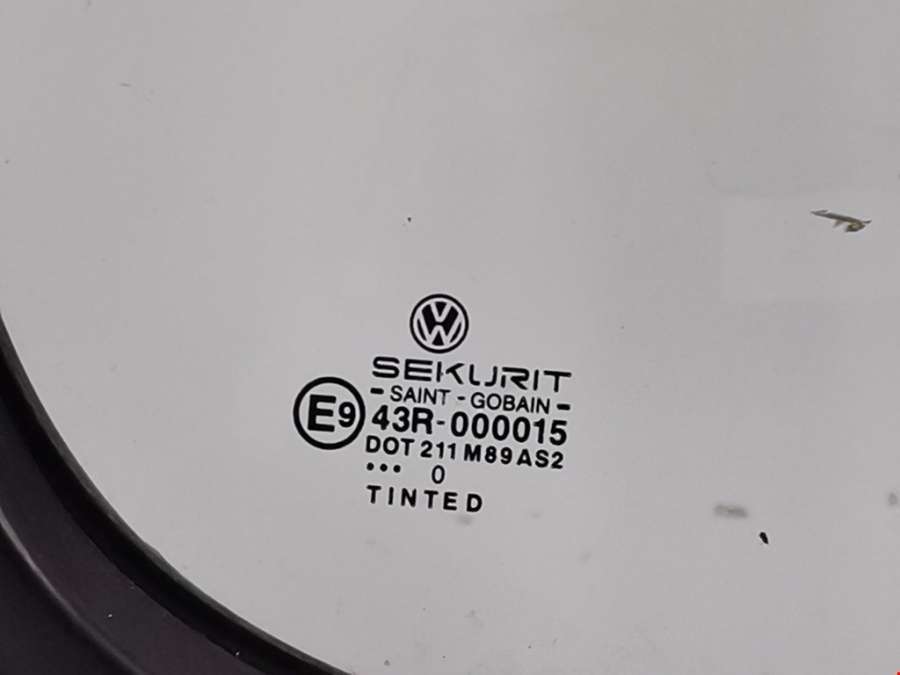 SEKURIT
- SAINT - GOBAIN -
E9 43R-000015
DOT 211 M89 AS2
••• 0
TINTED